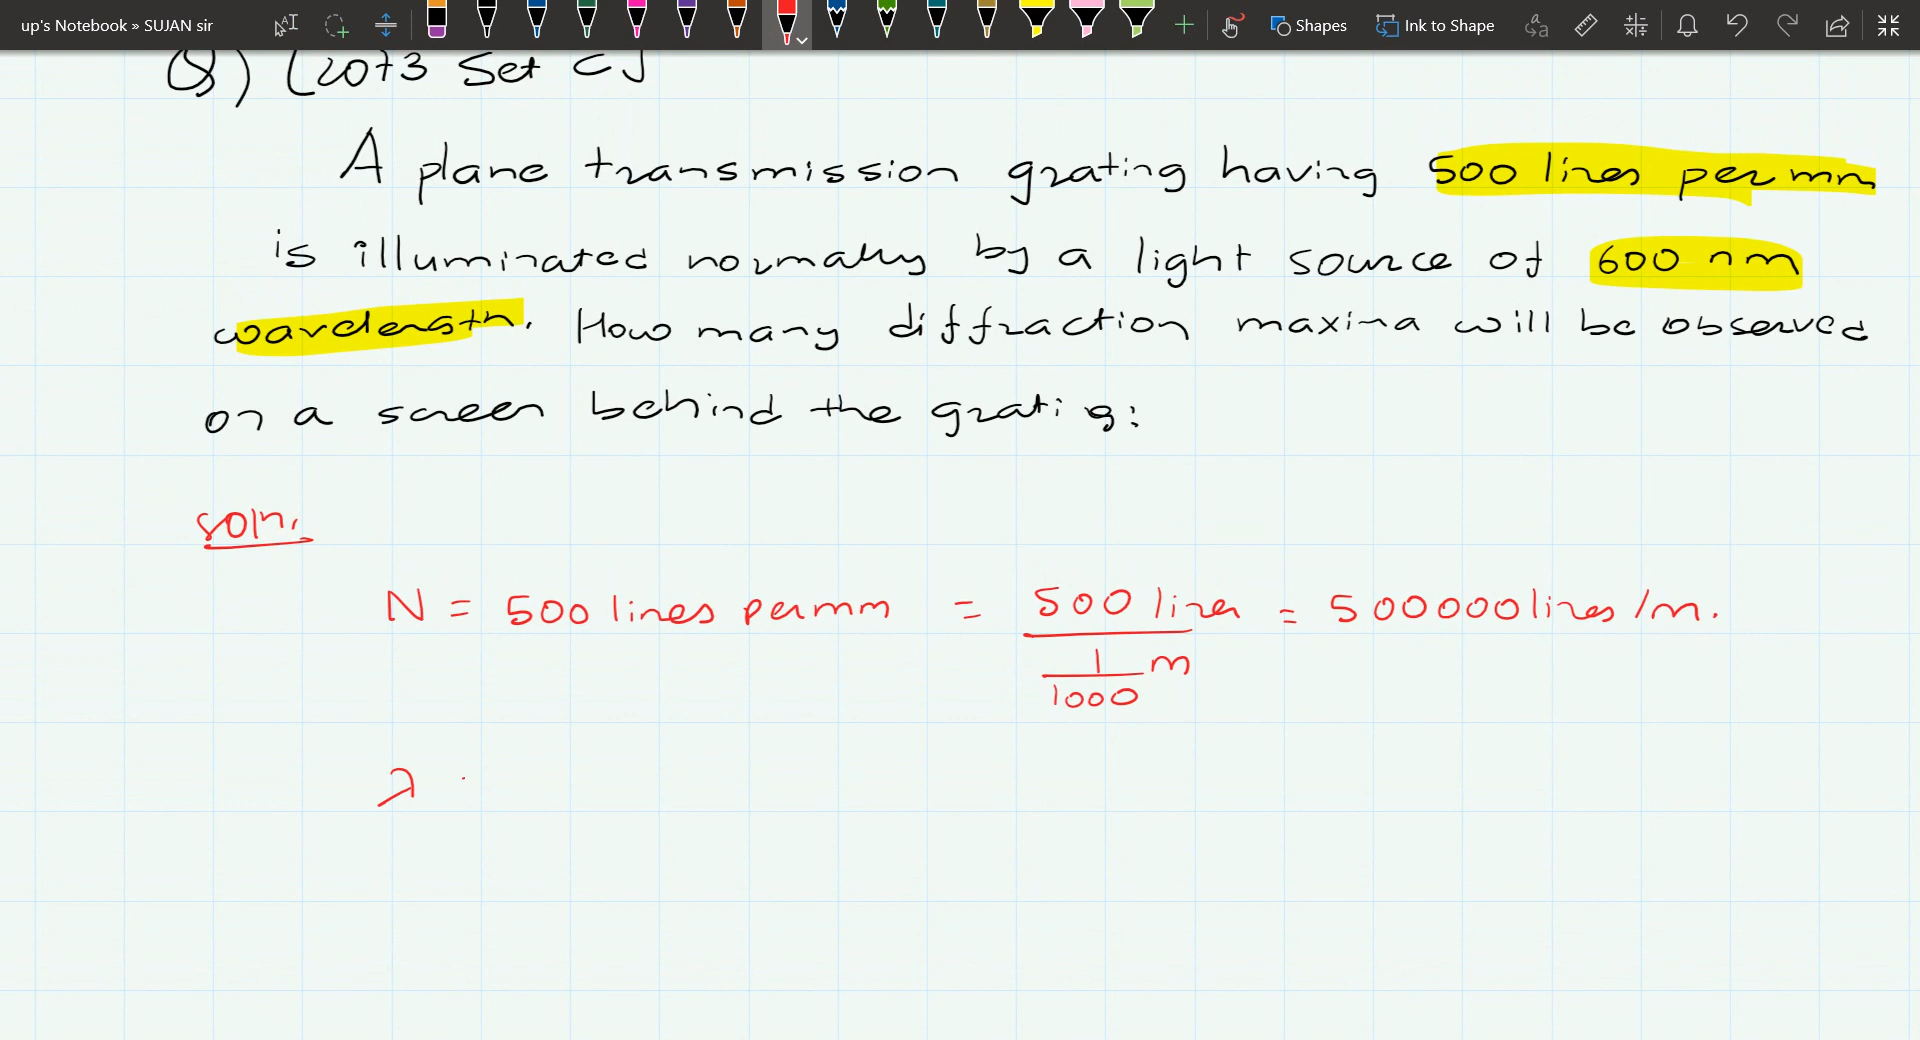 up's Notebook » SUJAN sir
Shapes
Ink to Shape
Q) [2073 Set C]
A plane transmission grating having 500 lines per mm
is illuminated normally by a light source of 600 nm
wavelength. How many diffraction maxima will be observed
on a screen behind the grating:
soln.
N = 500 lines per mm = 500 lines = 500000 lines /m.
1 m
1000
λ